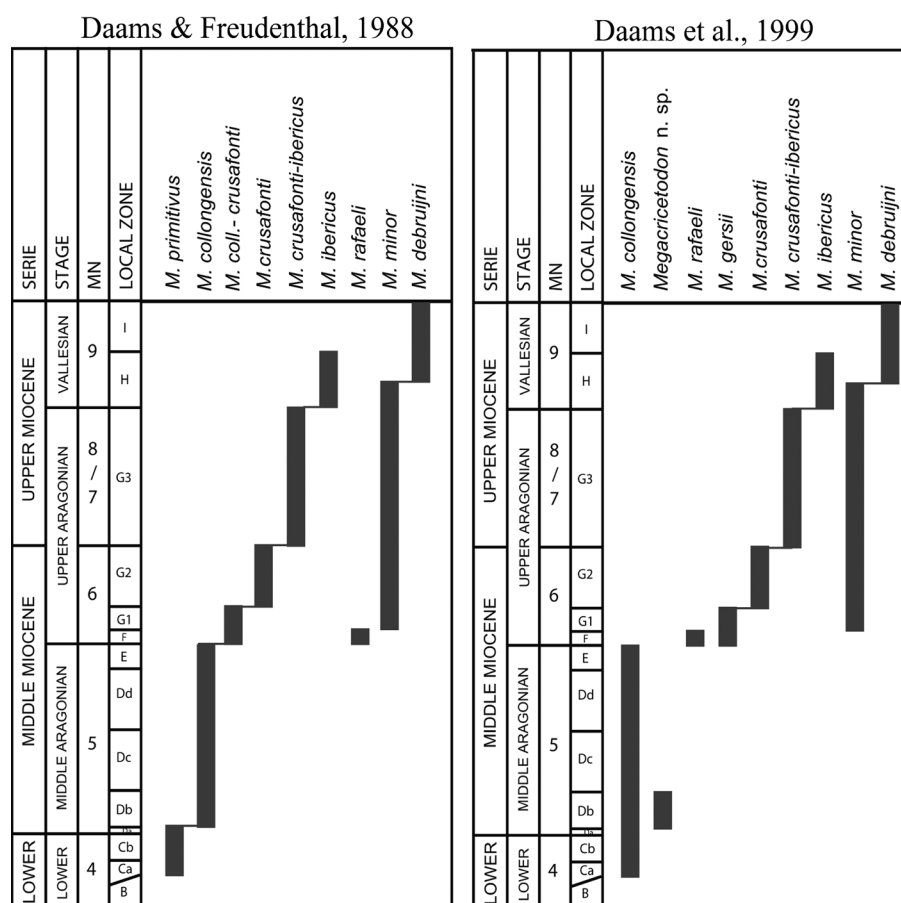 Daams & Freudenthal, 1988
SERIE
STAGE
MN
LOCAL ZONE
M. primitivus
M. collongensis
M. coll.- crusafonti
M.crusafonti
M. crusafonti-ibericus
M. ibericus
M. rafaeli
M. minor
M. debruijni
UPPER MIOCENE
MIDDLE MIOCENE
LOWER
VALLESIAN
UPPER ARAGONIAN
MIDDLE ARAGONIAN
LOWER
9
8
/
7
6
5
4
I
H
G3
G2
G1
F
E
Dd
Dc
Db
Cb
Ca
B
Daams et al., 1999
SERIE
STAGE
MN
LOCAL ZONE
M. collongensis
Megacricetodon n. sp.
M. rafaeli
M. gersii
M.crusafonti
M. crusafonti-ibericus
M. ibericus
M. minor
M. debruijni
UPPER MIOCENE
MIDDLE MIOCENE
LOWER
VALLESIAN
UPPER ARAGONIAN
MIDDLE ARAGONIAN
LOWER
9
8
/
7
6
5
4
I
H
G3
G2
G1
F
E
Dd
Dc
Db
Cb
Ca
B